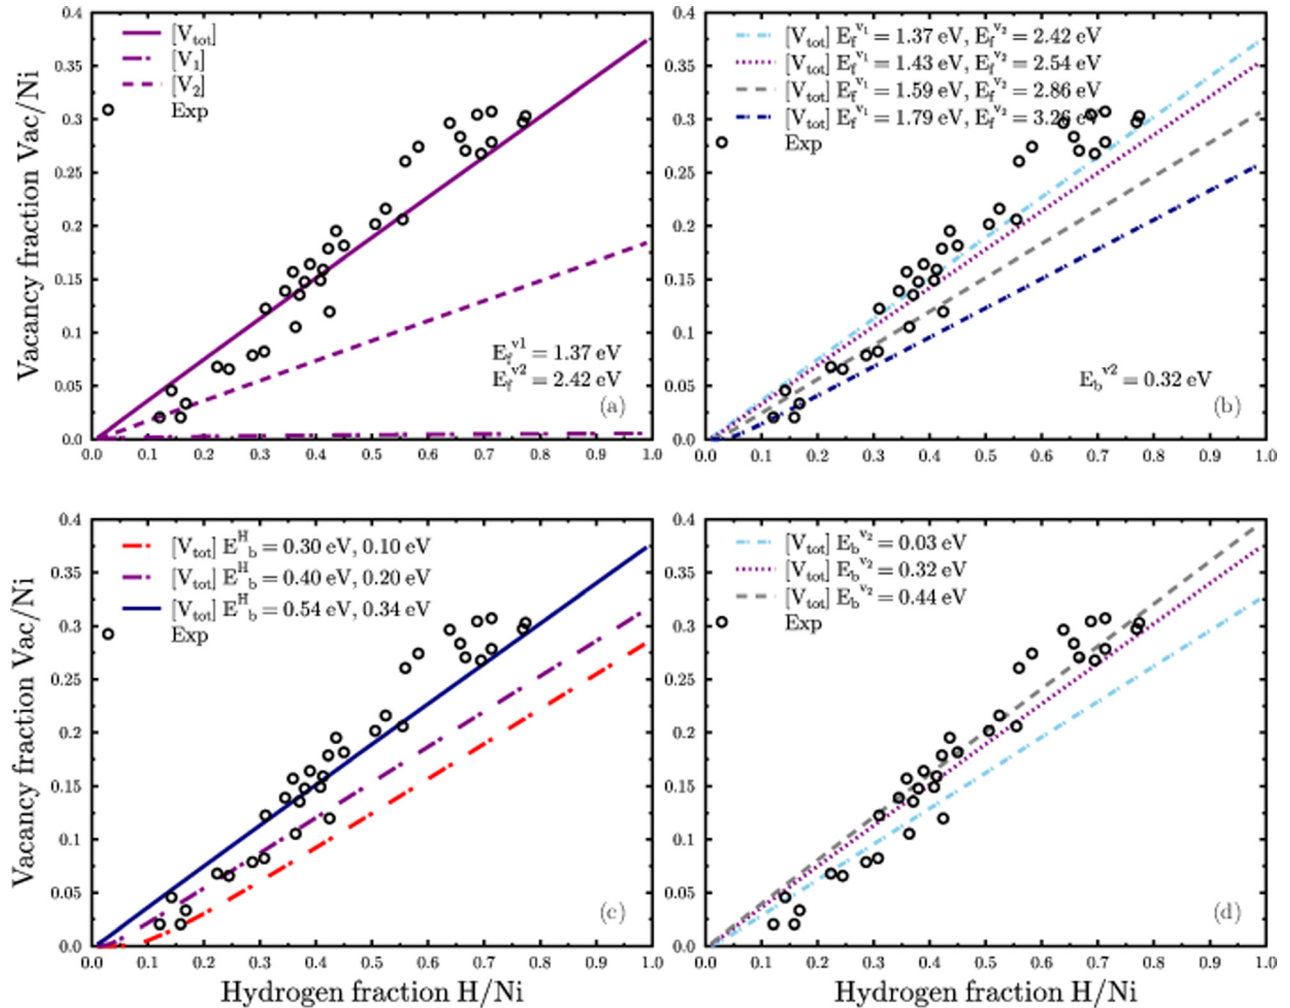 Vacancy fraction Vac/Ni
0.4
0.35
0.3
0.25
0.2
0.15
0.1
0.05
0.0
[V_tot]
[V_1]
[V_2]
Exp
E_f^v1 = 1.37 eV
E_f^v2 = 2.42 eV
(a)
0.0 0.1 0.2 0.3 0.4 0.5 0.6 0.7 0.8 0.9 1.0
0.4
0.35
0.3
0.25
0.2
0.15
0.1
0.05
0.0
[V_tot] E_f^v_1 = 1.37 eV, E_f^v_2 = 2.42 eV
[V_tot] E_f^v_1 = 1.43 eV, E_f^v_2 = 2.54 eV
[V_tot] E_f^v_1 = 1.59 eV, E_f^v_2 = 2.86 eV
[V_tot] E_f^v_1 = 1.79 eV, E_f^v_2 = 3.26 eV
Exp
E_b^v2 = 0.32 eV
(b)
0.0 0.1 0.2 0.3 0.4 0.5 0.6 0.7 0.8 0.9 1.0
Vacancy fraction Vac/Ni
0.4
0.35
0.3
0.25
0.2
0.15
0.1
0.05
0.0
[V_tot] E^H_b = 0.30 eV, 0.10 eV
[V_tot] E^H_b = 0.40 eV, 0.20 eV
[V_tot] E^H_b = 0.54 eV, 0.34 eV
Exp
(c)
0.0 0.1 0.2 0.3 0.4 0.5 0.6 0.7 0.8 0.9 1.0
Hydrogen fraction H/Ni
0.4
0.35
0.3
0.25
0.2
0.15
0.1
0.05
0.0
[V_tot] E_b^v_2 = 0.03 eV
[V_tot] E_b^v_2 = 0.32 eV
[V_tot] E_b^v_2 = 0.44 eV
Exp
(d)
0.0 0.1 0.2 0.3 0.4 0.5 0.6 0.7 0.8 0.9 1.0
Hydrogen fraction H/Ni